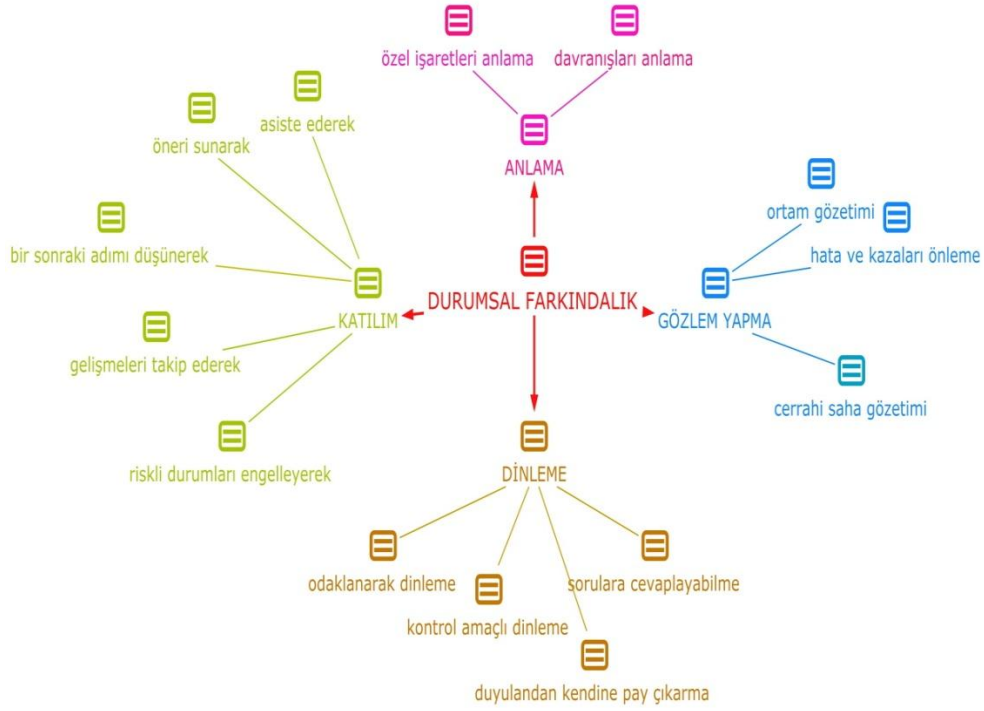 özel işaretleri anlama
davranışları anlama
asiste ederek
öneri sunarak
ANLAMA
ortam gözetimi
bir sonraki adımı düşünerek
hata ve kazaları önleme
DURUMSAL FARKINDALIK
KATILIM
GÖZLEM YAPMA
gelişmeleri takip ederek
cerrahi saha gözetimi
riskli durumları engelleyerek
DİNLEME
odaklanarak dinleme
sorulara cevaplayabilme
kontrol amaçlı dinleme
duyulandan kendine pay çıkarma